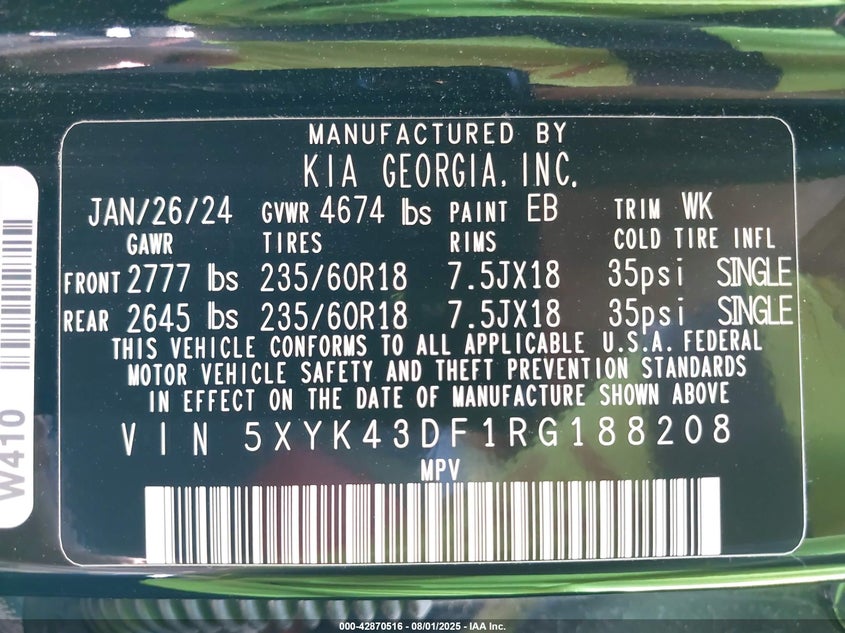 MANUFACTURED BY
KIA GEORGIA, INC.
JAN/26/24 GVWR 4674 lbs PAINT EB TRIM WK
GAWR TIRES RIMS COLD TIRE INFL
FRONT 2777 lbs 235/60R18 7.5JX18 35psi SINGLE
REAR 2645 lbs 235/60R18 7.5JX18 35psi SINGLE
THIS VEHICLE CONFORMS TO ALL APPLICABLE U.S.A. FEDERAL
MOTOR VEHICLE SAFETY AND THEFT PREVENTION STANDARDS
IN EFFECT ON THE DATE OF MANUFACTURE SHOWN ABOVE
VIN 5XYK43DF1RG188208
MPV
W410
000-42870516 - 08/01/2025 - IAA Inc.